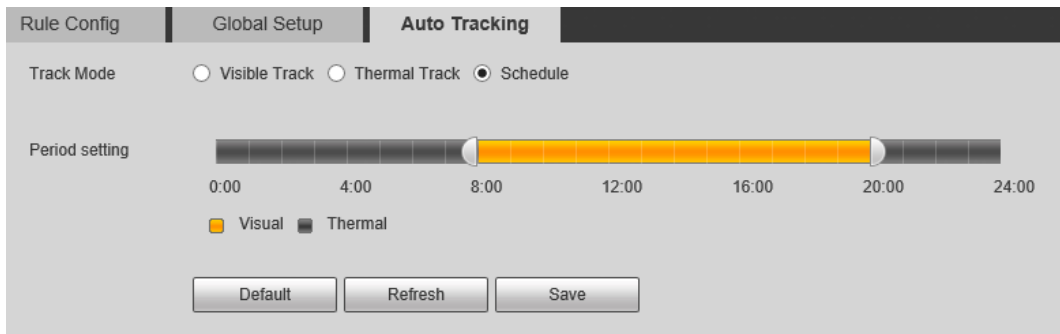 Rule Config Global Setup Auto Tracking
Track Mode Visible Track Thermal Track Schedule
Period setting
0:00 4:00 8:00 12:00 16:00 20:00 24:00
Visual Thermal
Default Refresh Save